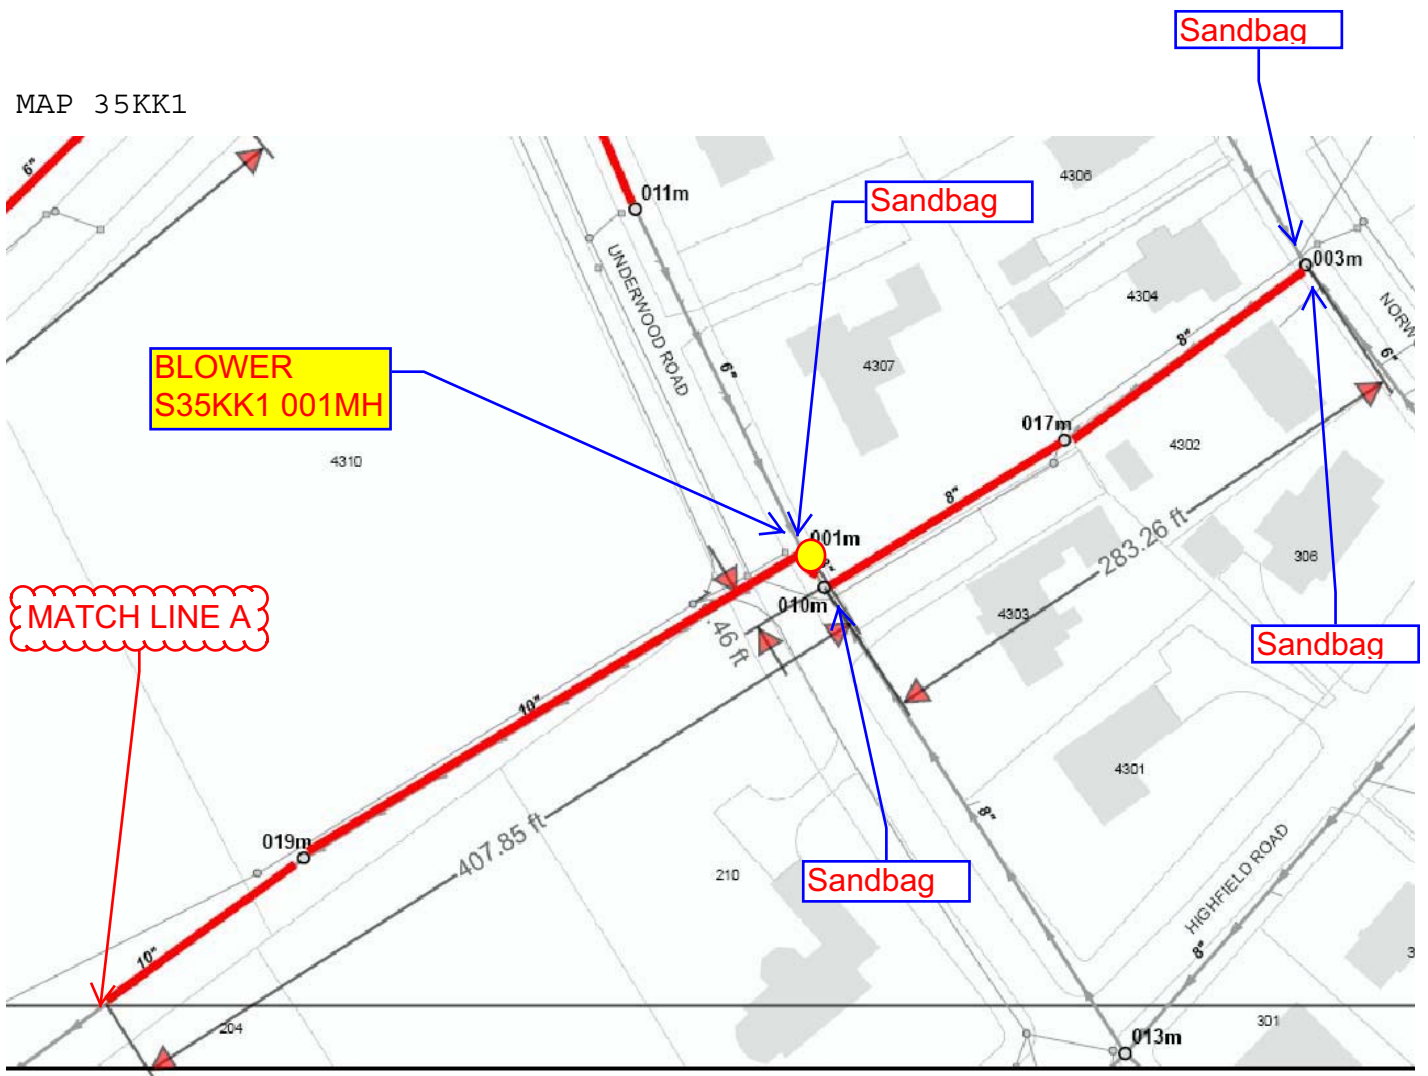 Sandbag
MAP 35KK1
6"
4306
011m
Sandbag
003m
UNDERWOOD ROAD
4304
8"
6"
BLOWER
S35KK1 001MH
6"
4307
017m
4302
4310
8"
283.26 ft
306
001m
010m
4303
MATCH LINE A
.46 ft
Sandbag
10"
4301
8"
407.85 ft
019m
210
Sandbag
HIGHFIELD ROAD
8"
10"
204
301
013m